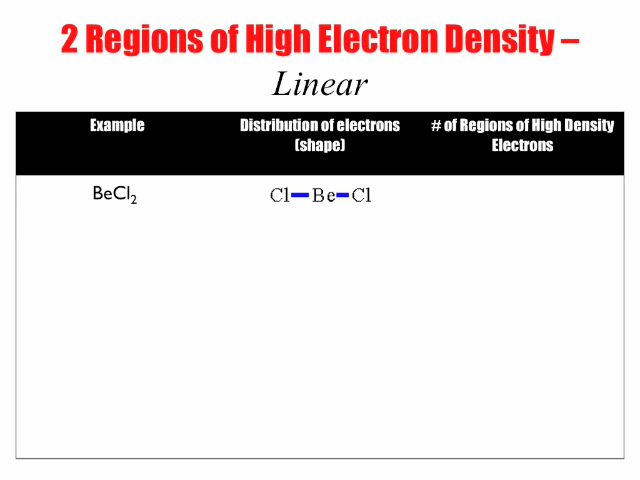 2 Regions of High Electron Density –
Linear
Example Distribution of electrons (shape) # of Regions of High Density Electrons
BeCl₂ Cl Be Cl